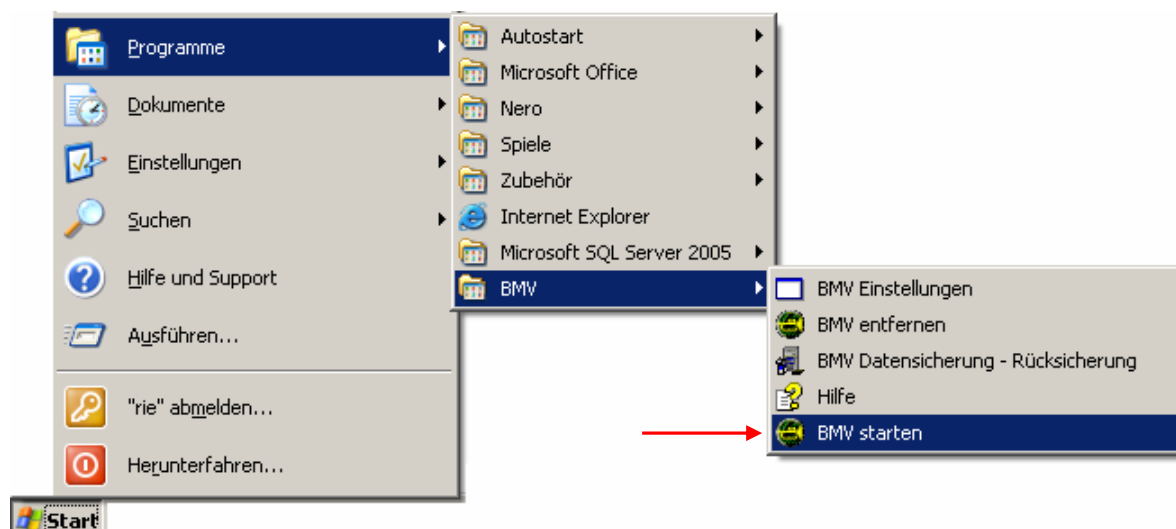 Programme
Dokumente
Einstellungen
Suchen
Hilfe und Support
Ausführen...
"rie" abmelden...
Herunterfahren...
Start
Autostart
Microsoft Office
Nero
Spiele
Zubehör
Internet Explorer
Microsoft SQL Server 2005
BMV
BMV Einstellungen
BMV entfernen
BMV Datensicherung - Rücksicherung
Hilfe
BMV starten